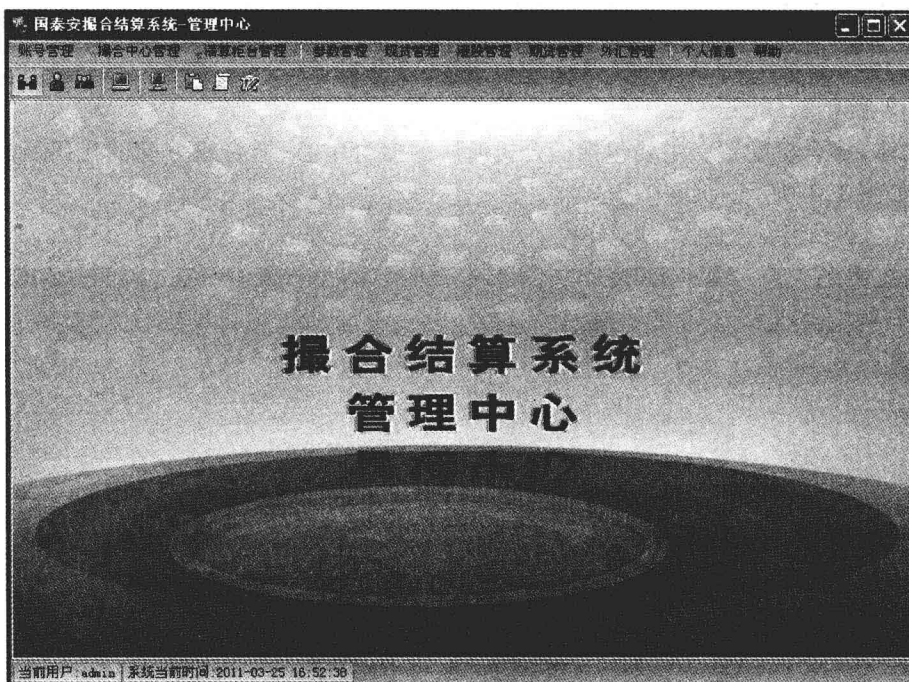 国泰安撮合结算系统-管理中心
账号管理 撮合中心管理 清算柜台管理 参数管理 现货管理 港股管理 期货管理 外汇管理 个人信息 帮助
撮合结算系统
管理中心
当前用户:admin 系统当前时间:2011-03-25 16:52:38